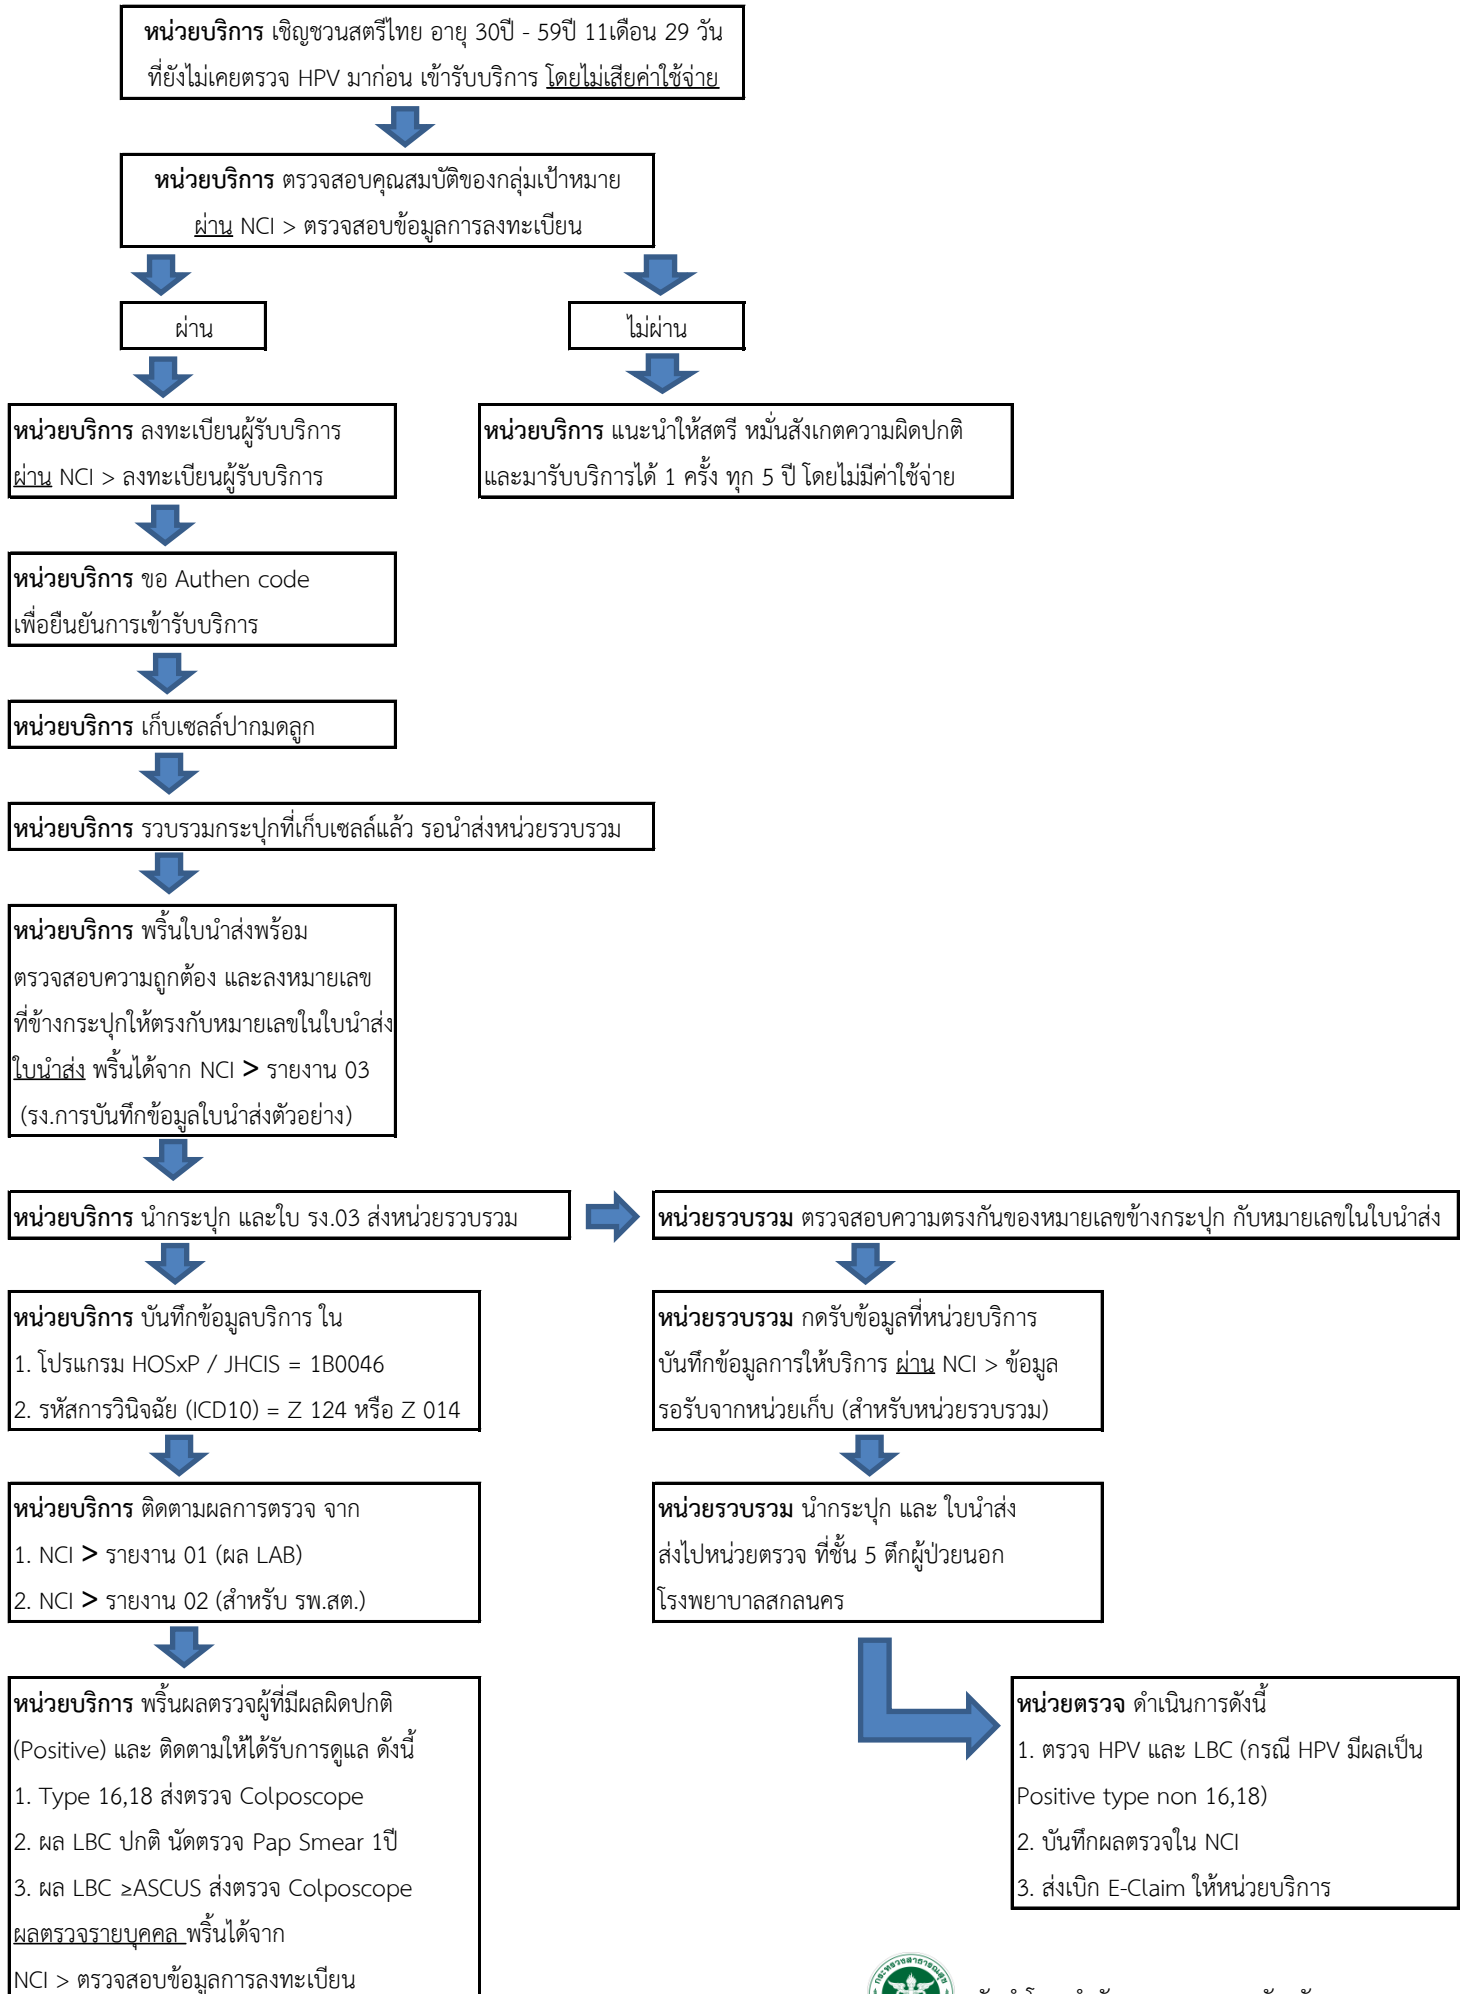 หน่วยบริการ เชิญชวนสตรีไทย อายุ 30ปี - 59ปี 11เดือน 29 วัน
ที่ยังไม่เคยตรวจ HPV มาก่อน เข้ารับบริการ โดยไม่เสียค่าใช้จ่าย
หน่วยบริการ ตรวจสอบคุณสมบัติของกลุ่มเป้าหมาย
ผ่าน NCI > ตรวจสอบข้อมูลการลงทะเบียน
ผ่าน
ไม่ผ่าน
หน่วยบริการ ลงทะเบียนผู้รับบริการ
ผ่าน NCI > ลงทะเบียนผู้รับบริการ
หน่วยบริการ แนะนำให้สตรี หมั่นสังเกตความผิดปกติ
และมารับบริการได้ 1 ครั้ง ทุก 5 ปี โดยไม่มีค่าใช้จ่าย
หน่วยบริการ ขอ Authen code
เพื่อยืนยันการเข้ารับบริการ
หน่วยบริการ เก็บเซลล์ปากมดลูก
หน่วยบริการ รวบรวมกระปุกที่เก็บเซลล์แล้ว รอนำส่งหน่วยรวบรวม
หน่วยบริการ พริ้นใบนำส่งพร้อม
ตรวจสอบความถูกต้อง และลงหมายเลข
ที่ข้างกระปุกให้ตรงกับหมายเลขในใบนำส่ง
ใบนำส่ง พริ้นได้จาก NCI > รายงาน 03
(รง.การบันทึกข้อมูลใบนำส่งตัวอย่าง)
หน่วยบริการ นำกระปุก และใบ รง.03 ส่งหน่วยรวบรวม
หน่วยรวบรวม ตรวจสอบความตรงกันของหมายเลขข้างกระปุก กับหมายเลขในใบนำส่ง
หน่วยบริการ บันทึกข้อมูลบริการ ใน
1. โปรแกรม HOSxP / JHCIS = 1B0046
2. รหัสการวินิจฉัย (ICD10) = Z 124 หรือ Z 014
หน่วยรวบรวม กดรับข้อมูลที่หน่วยบริการ
บันทึกข้อมูลการให้บริการ ผ่าน NCI > ข้อมูล
รอรับจากหน่วยเก็บ (สำหรับหน่วยรวบรวม)
หน่วยบริการ ติดตามผลการตรวจ จาก
1. NCI > รายงาน 01 (ผล LAB)
2. NCI > รายงาน 02 (สำหรับ รพ.สต.)
หน่วยรวบรวม นำกระปุก และ ใบนำส่ง
ส่งไปหน่วยตรวจ ที่ชั้น 5 ตึกผู้ป่วยนอก
โรงพยาบาลสกลนคร
หน่วยบริการ พริ้นผลตรวจผู้ที่มีผลผิดปกติ
(Positive) และ ติดตามให้ได้รับการดูแล ดังนี้
1. Type 16,18 ส่งตรวจ Colposcope
2. ผล LBC ปกติ นัดตรวจ Pap Smear 1ปี
3. ผล LBC ≥ASCUS ส่งตรวจ Colposcope
ผลตรวจรายบุคคล พริ้นได้จาก
NCI > ตรวจสอบข้อมูลการลงทะเบียน
หน่วยตรวจ ดำเนินการดังนี้
1. ตรวจ HPV และ LBC (กรณี HPV มีผลเป็น
Positive type non 16,18)
2. บันทึกผลตรวจใน NCI
3. ส่งเบิก E-Claim ให้หน่วยบริการ
กระทรวงสาธารณสุข